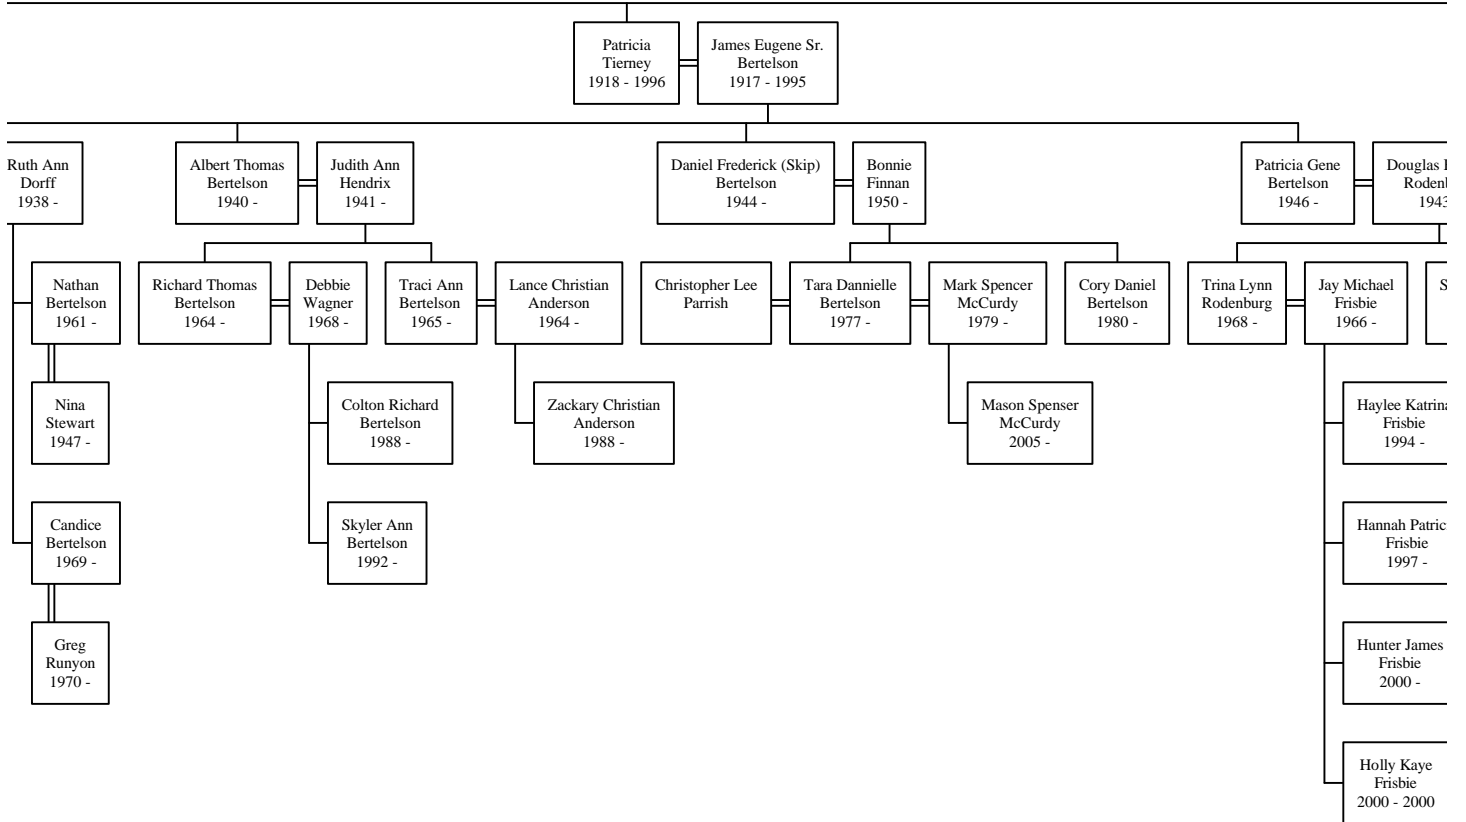 Patricia
Tierney
1918 - 1996
James Eugene Sr.
Bertelson
1917 - 1995
Ruth Ann
Dorff
1938 -
Albert Thomas
Bertelson
1940 -
Judith Ann
Hendrix
1941 -
Daniel Frederick (Skip)
Bertelson
1944 -
Bonnie
Finnan
1950 -
Patricia Gene
Bertelson
1946 -
Douglas
Rodenb
1943
Nathan
Bertelson
1961 -
Richard Thomas
Bertelson
1964 -
Debbie
Wagner
1968 -
Traci Ann
Bertelson
1965 -
Lance Christian
Anderson
1964 -
Christopher Lee
Parrish
Tara Dannielle
Bertelson
1977 -
Mark Spencer
McCurdy
1979 -
Cory Daniel
Bertelson
1980 -
Trina Lynn
Rodenburg
1968 -
Jay Michael
Frisbie
1966 -
S
Nina
Stewart
1947 -
Colton Richard
Bertelson
1988 -
Zackary Christian
Anderson
1988 -
Mason Spenser
McCurdy
2005 -
Haylee Katrina
Frisbie
1994 -
Candice
Bertelson
1969 -
Skyler Ann
Bertelson
1992 -
Hannah Patric
Frisbie
1997 -
Greg
Runyon
1970 -
Hunter James
Frisbie
2000 -
Holly Kaye
Frisbie
2000 - 2000